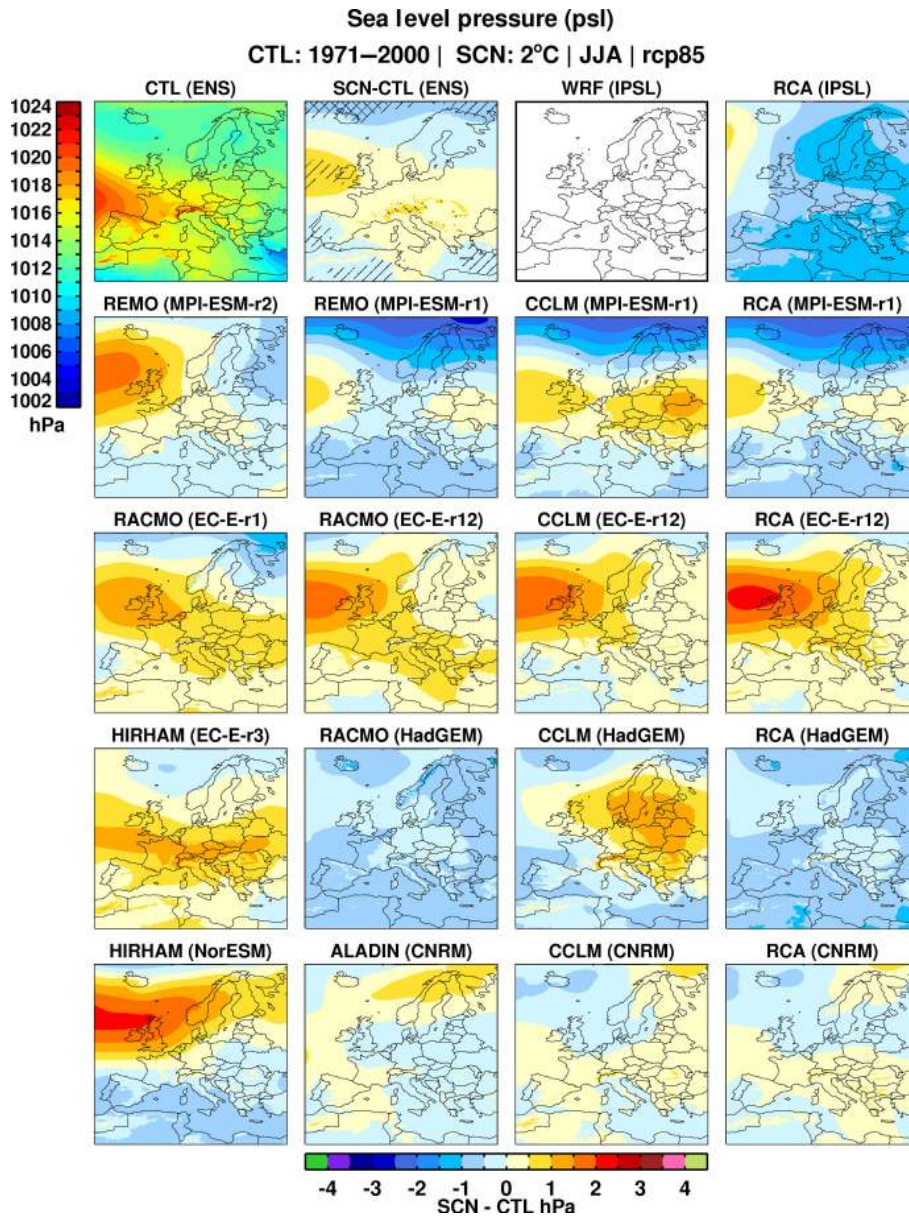 Sea level pressure (psl)
CTL: 1971–2000 | SCN: 2°C | JJA | rcp85
CTL (ENS) SCN-CTL (ENS) WRF (IPSL) RCA (IPSL)
1024
1022
1020
1018
1016
1014
1012
1010
1008
1006
1004
1002
hPa
REMO (MPI-ESM-r2) REMO (MPI-ESM-r1) CCLM (MPI-ESM-r1) RCA (MPI-ESM-r1)
RACMO (EC-E-r1) RACMO (EC-E-r12) CCLM (EC-E-r12) RCA (EC-E-r12)
HIRHAM (EC-E-r3) RACMO (HadGEM) CCLM (HadGEM) RCA (HadGEM)
HIRHAM (NorESM) ALADIN (CNRM) CCLM (CNRM) RCA (CNRM)
-4 -3 -2 -1 0 1 2 3 4
SCN - CTL hPa